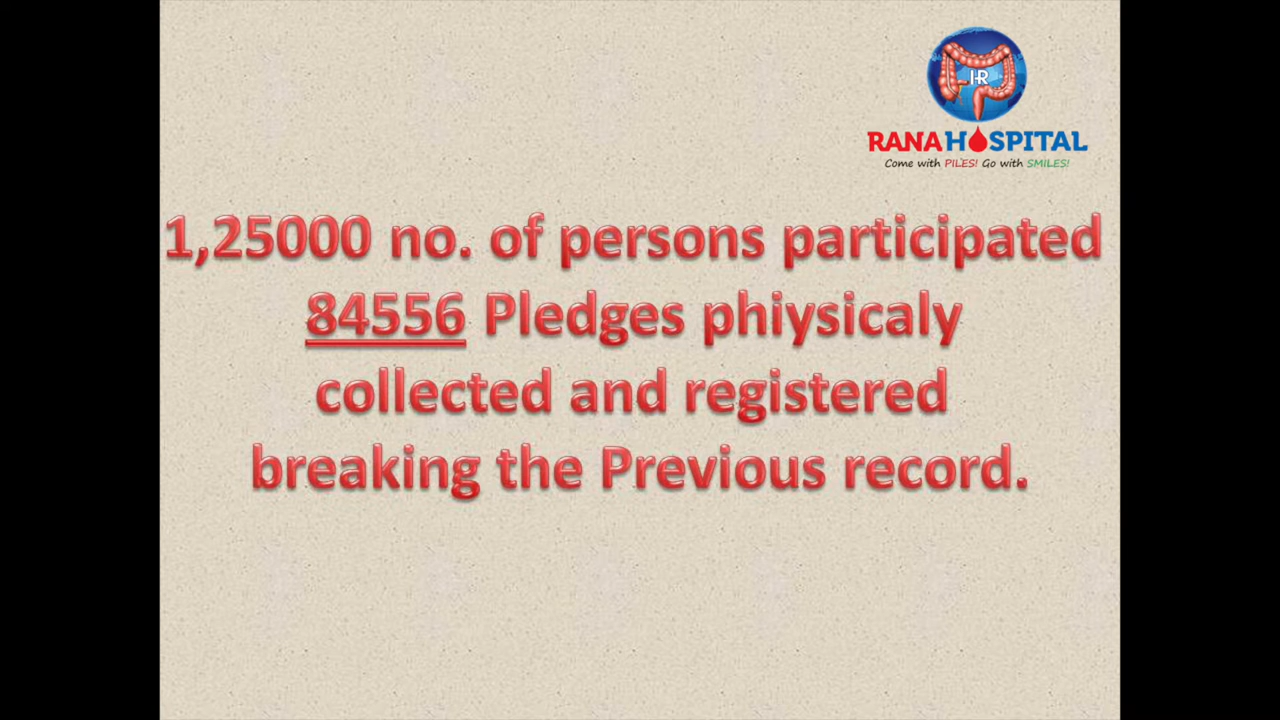 HR
RANA HOSPITAL
Come with PILES! Go with SMILES!
1,25000 no. of persons participated
84556 Pledges phiysicaly
collected and registered
breaking the Previous record.